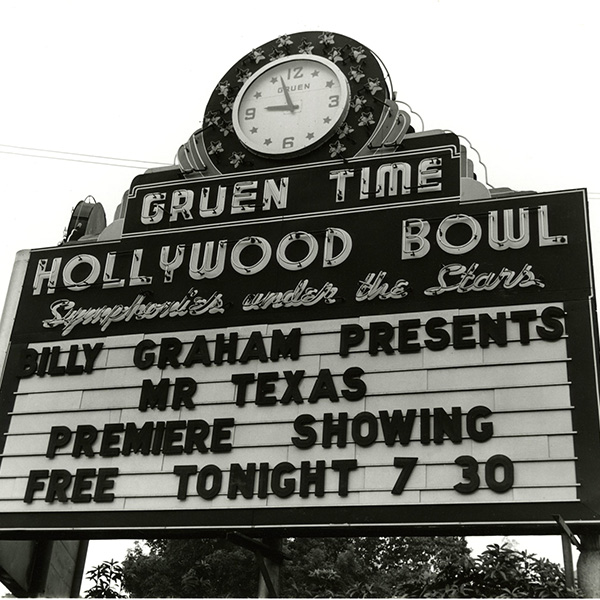 12
GRUEN
9 3
6
GRUEN TIME
HOLLYWOOD BOWL
Symphonies under the Stars
BILLY GRAHAM PRESENTS
MR TEXAS
PREMIERE SHOWING
FREE TONIGHT 7 30